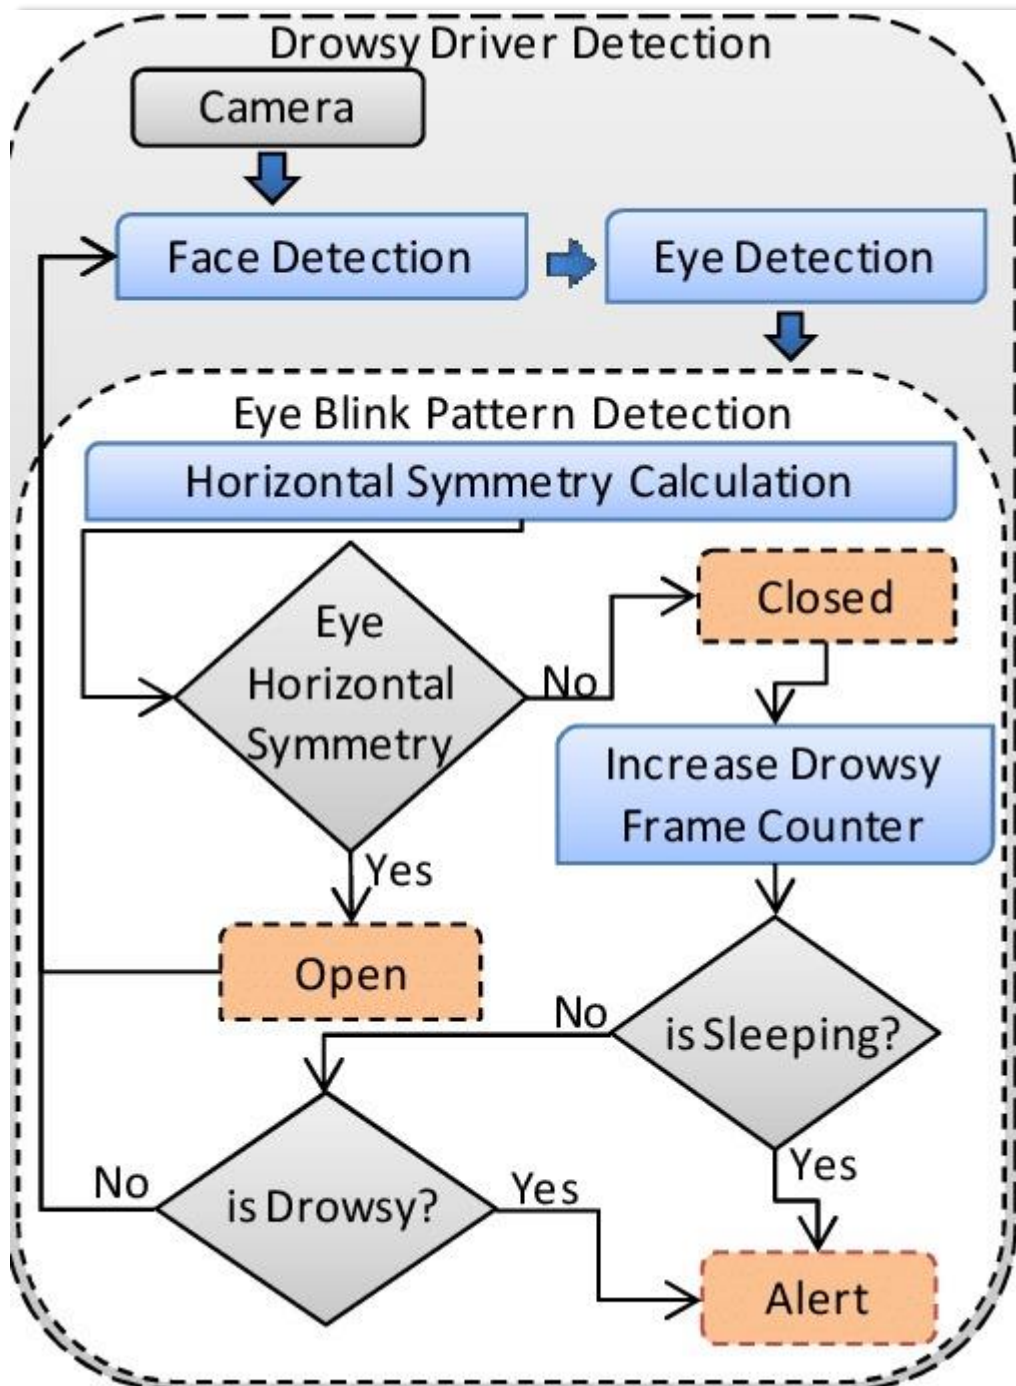 Drowsy Driver Detection
Camera
Face Detection
Eye Detection
Eye Blink Pattern Detection
Horizontal Symmetry Calculation
Eye
Horizontal
Symmetry
No
Closed
Increase Drowsy
Frame Counter
Yes
Open
No
is Sleeping?
No
is Drowsy?
Yes
Yes
Alert